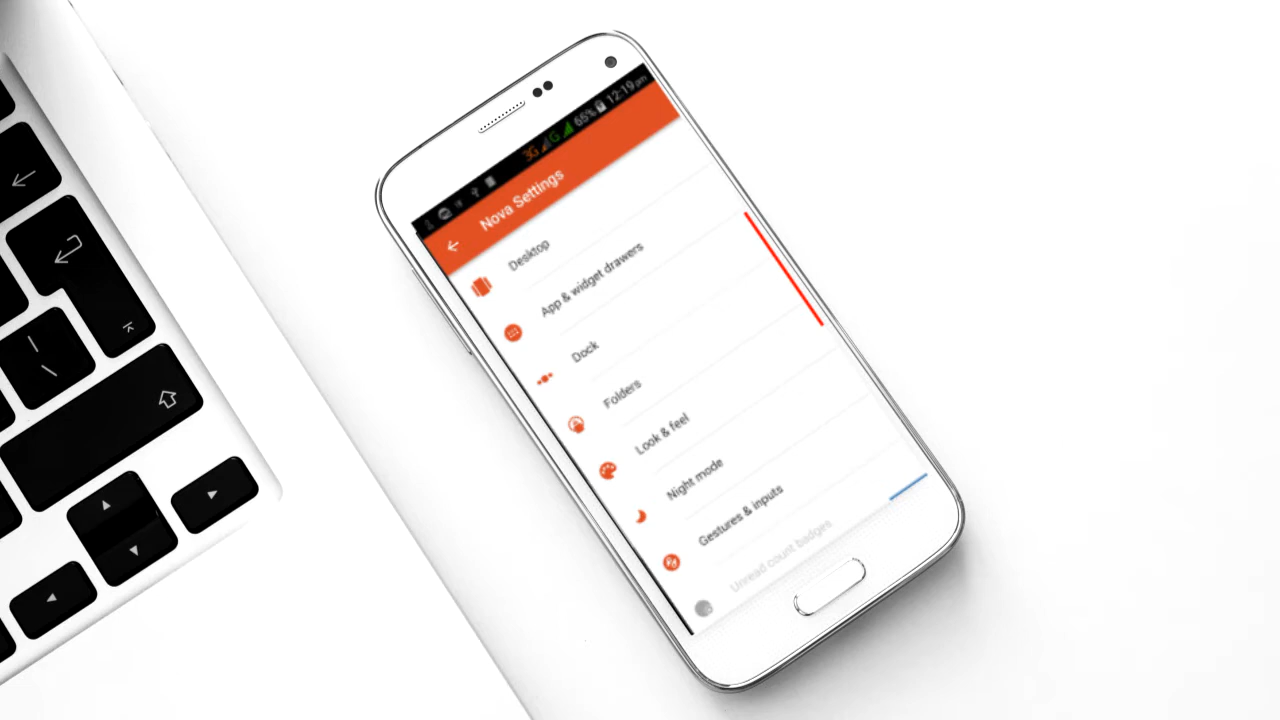 3G G 65% 12:19 pm
Nova Settings
Desktop
App & widget drawers
Dock
Folders
Look & feel
Night mode
Gestures & inputs
Unread count badges